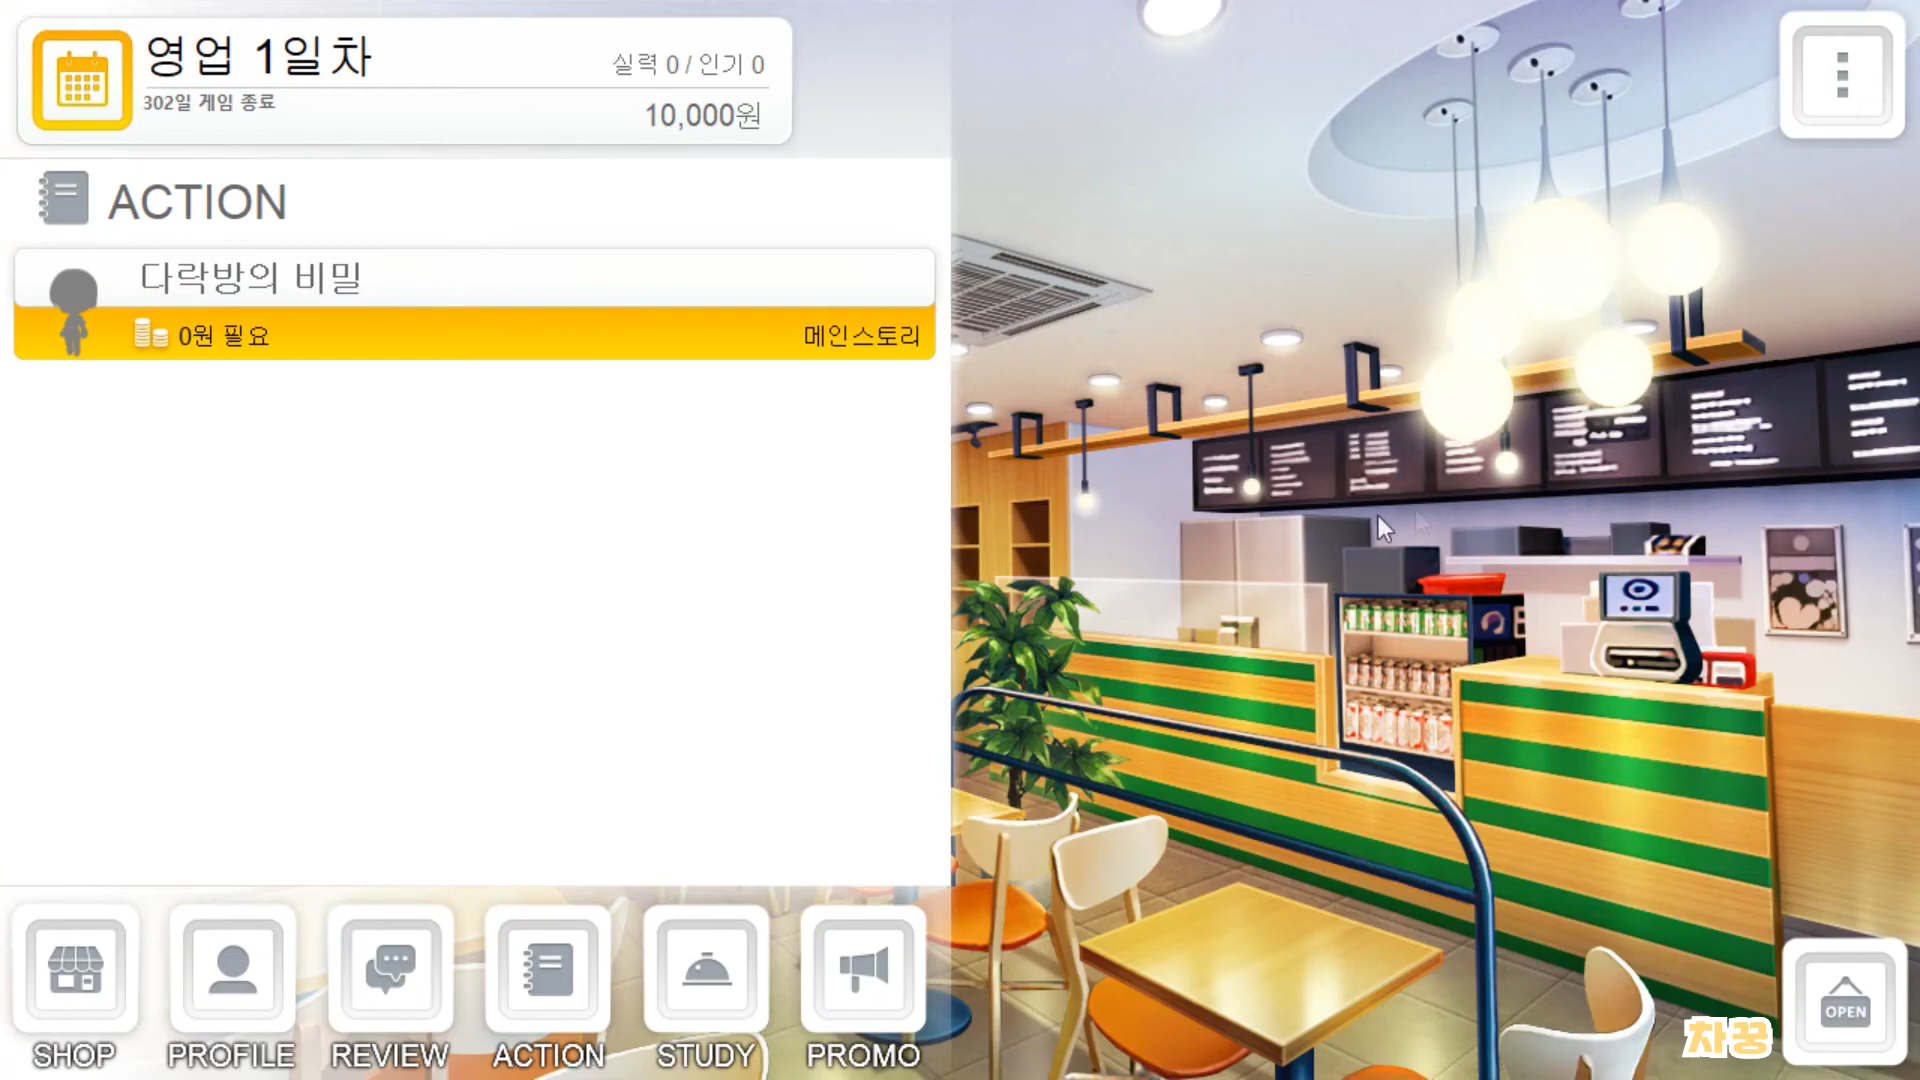 영업 1일차
실력 0 / 인기 0
302일 게임 종료
10,000원
ACTION
다락방의 비밀
0원 필요
메인스토리
SHOP
PROFILE
REVIEW
ACTION
STUDY
PROMO
OPEN
차꿍